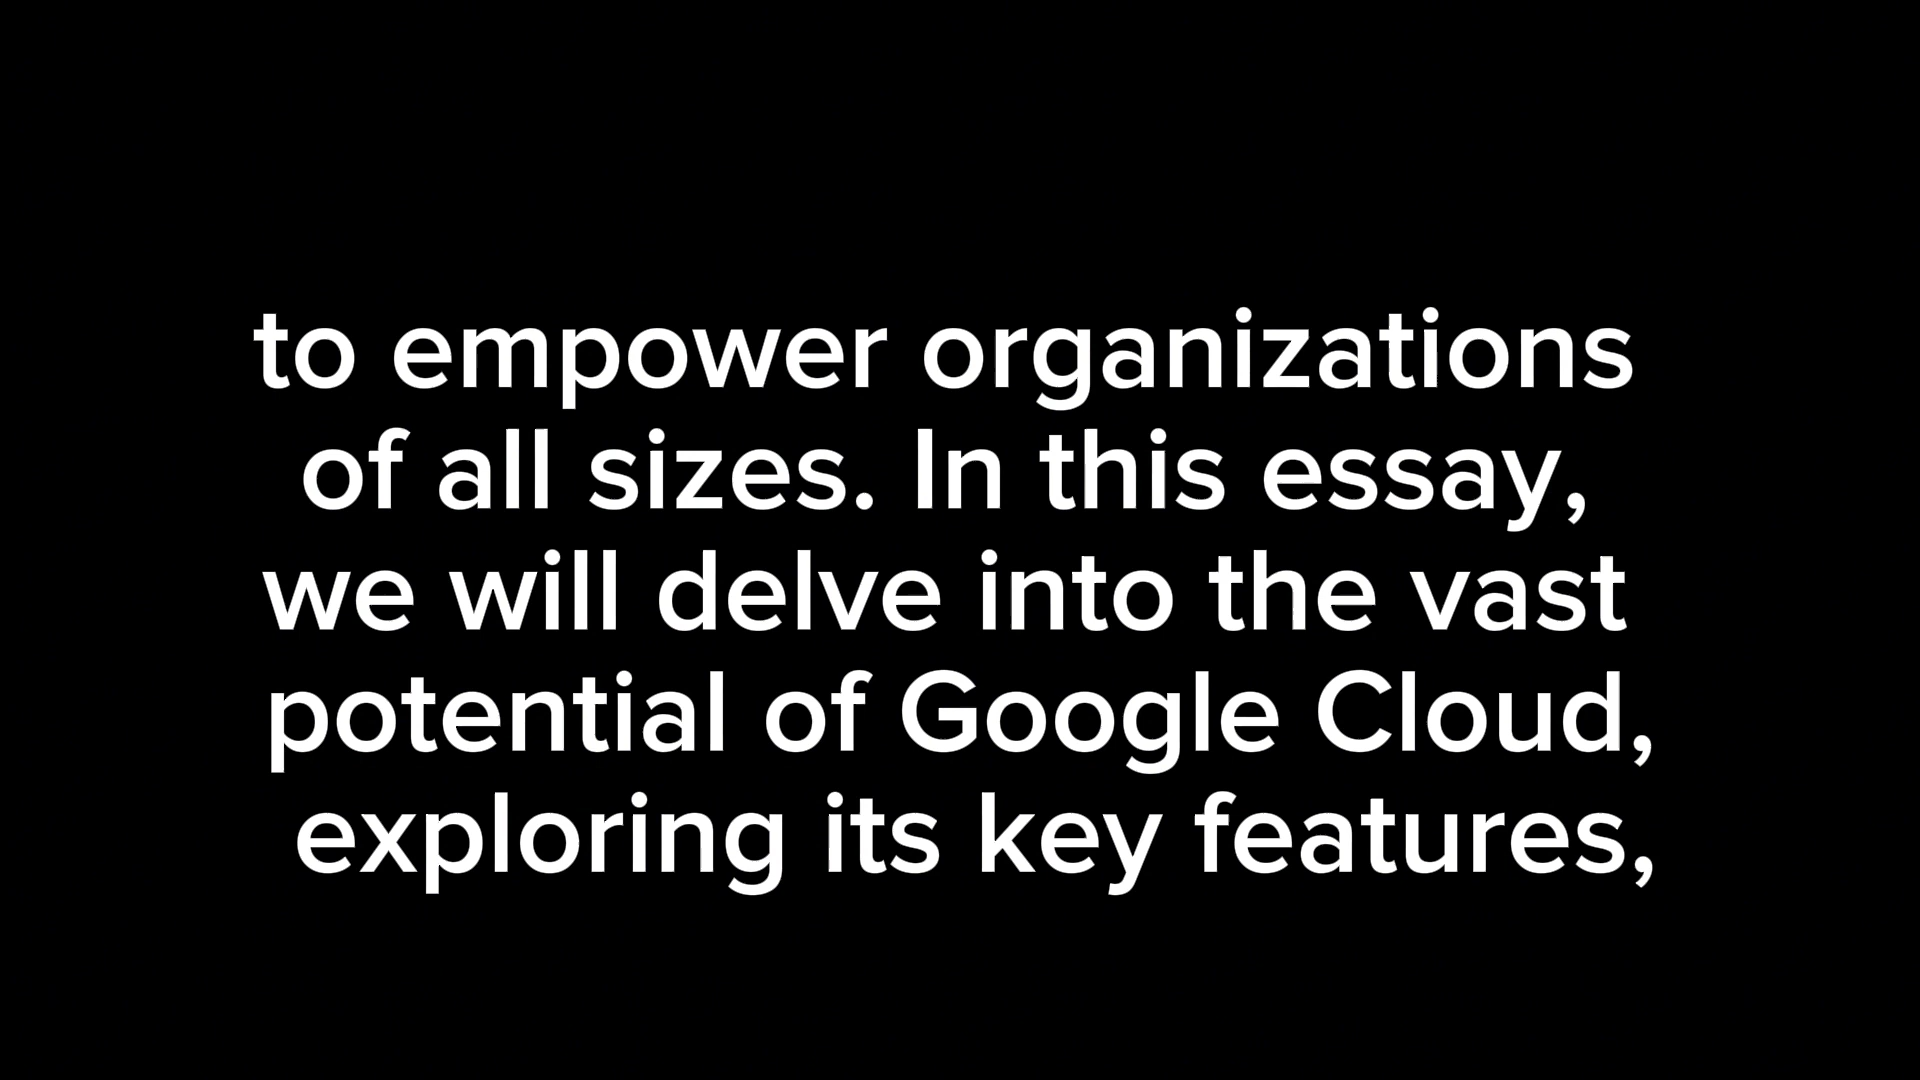 to empower organizations
of all sizes. In this essay,
we will delve into the vast
potential of Google Cloud,
exploring its key features,